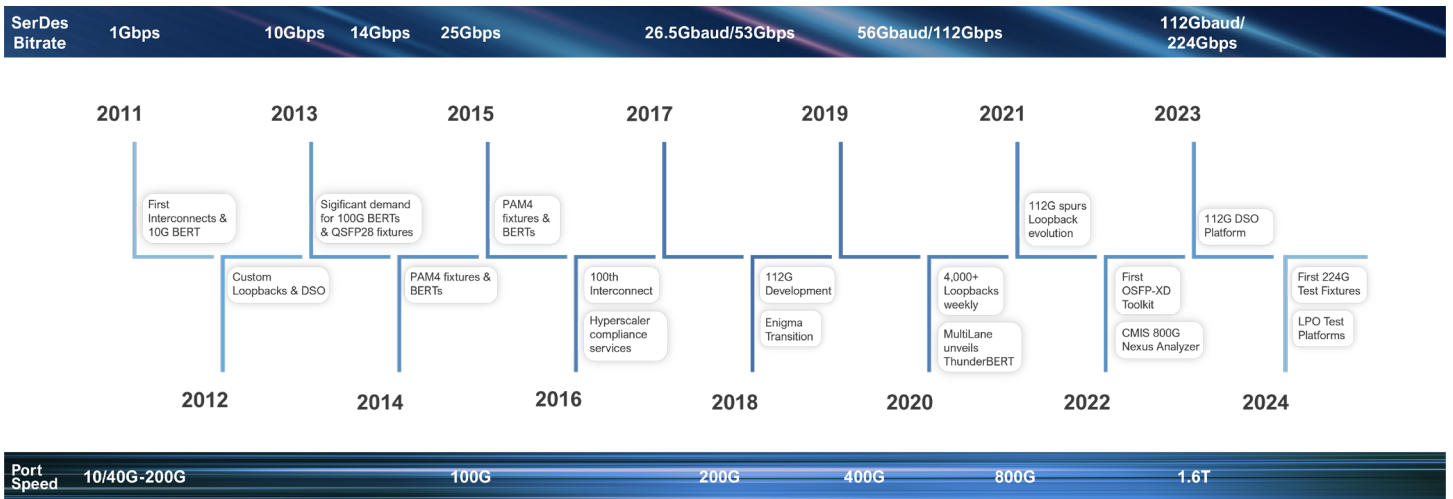 SerDes
Bitrate
1Gbps
10Gbps
14Gbps
25Gbps
26.5Gbaud/53Gbps
56Gbaud/112Gbps
112Gbaud/
224Gbps
2011
2013
2015
2017
2019
2021
2023
First
Interconnects &
10G BERT
Sigificant demand
for 100G BERTs
& QSFP28 fixtures
PAM4
fixtures &
BERTs
112G spurs
Loopback
evolution
112G DSO
Platform
Custom
Loopbacks & DSO
PAM4 fixtures &
BERTs
100th
Interconnect
Hyperscaler
compliance
services
112G
Development
Enigma
Transition
4,000+
Loopbacks
weekly
MultiLane
unveils
ThunderBERT
First
OSFP-XD
Toolkit
CMIS 800G
Nexus Analyzer
First 224G
Test Fixtures
LPO Test
Platforms
2012
2014
2016
2018
2020
2022
2024
Port
Speed
10/40G-200G
100G
200G
400G
800G
1.6T